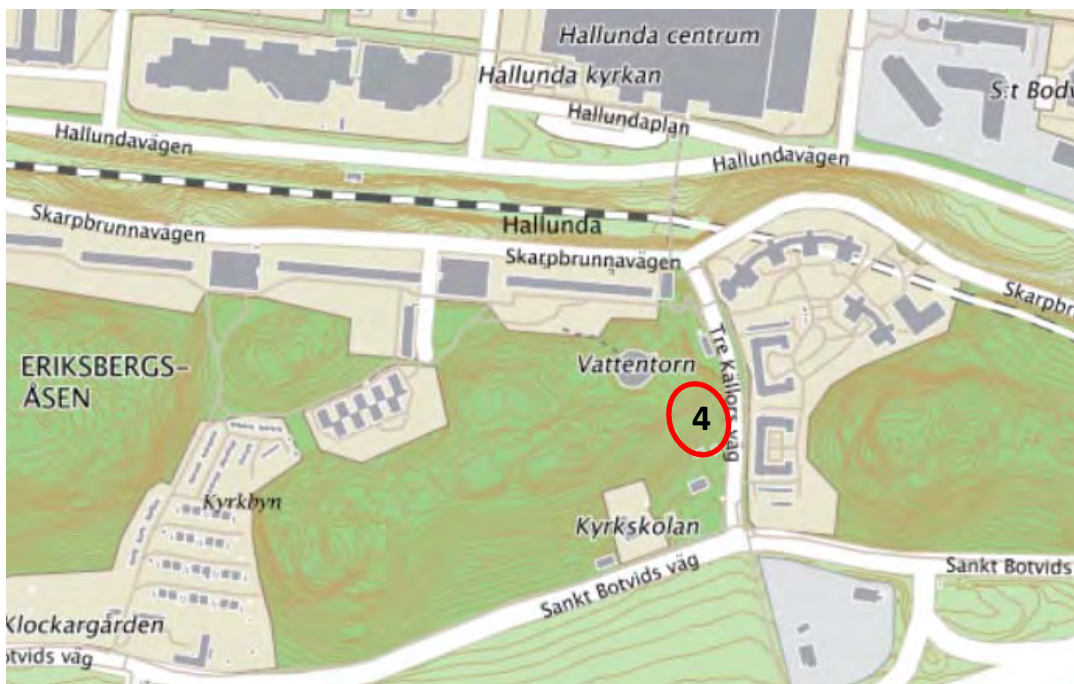 Hallunda centrum
Hallunda kyrkan
S:t Bodv
Hallundaplan
Hallundavägen
Hallundavägen
Skarpbrunnavägen
Hallunda
Skarpbrunnavägen
Skarpbru
ERIKSBERGS-
ÅSEN
Vattentorn
Tre Källors väg
4
Kyrkbyn
Kyrkskolan
Sankt Botvids väg
Sankt Botvids
Klockargården
otvids väg